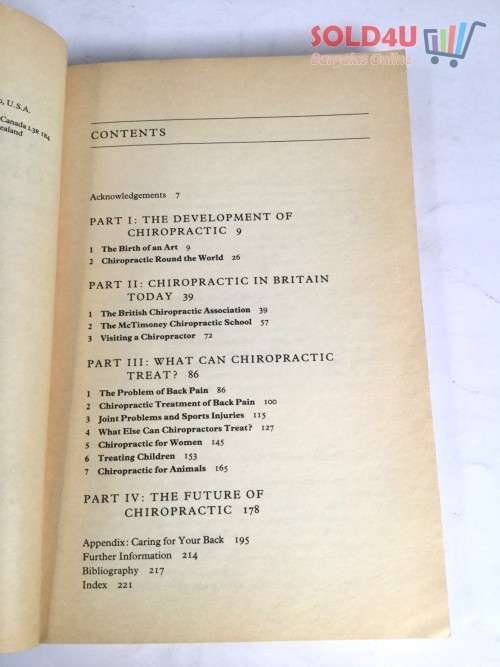 SOLD4U
Bespoke Online
, U.S.A.
Canada L3R 1B4
ealand
CONTENTS
Acknowledgements 7
PART I: THE DEVELOPMENT OF
CHIROPRACTIC 9
1 The Birth of an Art 9
2 Chiropractic Round the World 26
PART II: CHIROPRACTIC IN BRITAIN
TODAY 39
1 The British Chiropractic Association 39
2 The McTimoney Chiropractic School 57
3 Visiting a Chiropractor 72
PART III: WHAT CAN CHIROPRACTIC
TREAT? 86
1 The Problem of Back Pain 86
2 Chiropractic Treatment of Back Pain 100
3 Joint Problems and Sports Injuries 115
4 What Else Can Chiropractors Treat? 127
5 Chiropractic for Women 145
6 Treating Children 153
7 Chiropractic for Animals 165
PART IV: THE FUTURE OF
CHIROPRACTIC 178
Appendix: Caring for Your Back 195
Further Information 214
Bibliography 217
Index 221